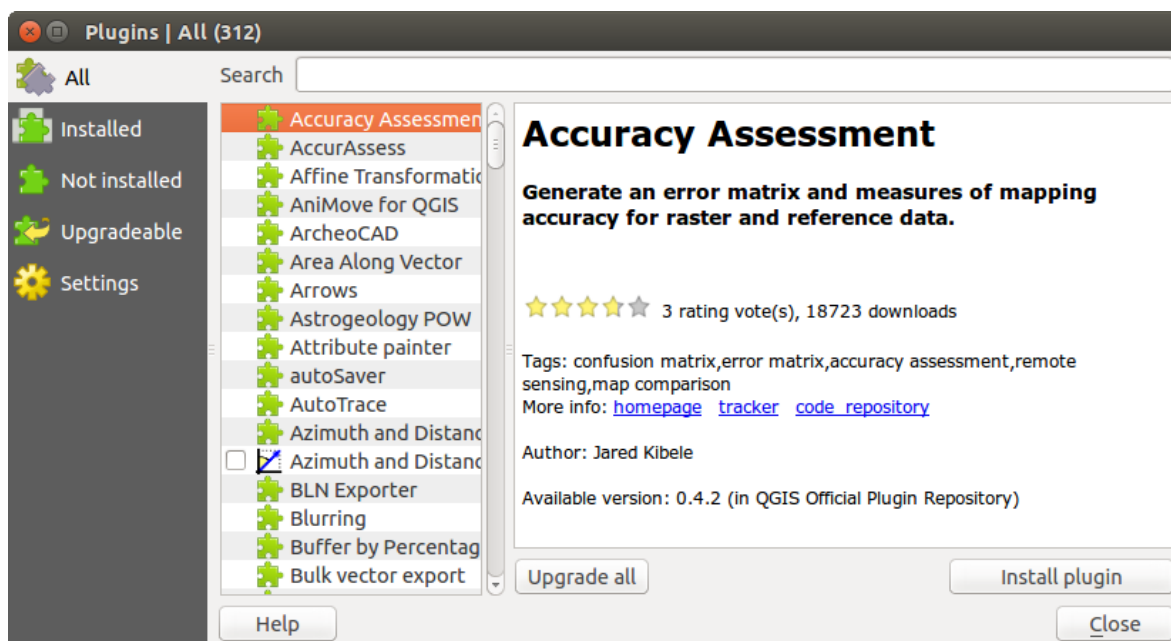 Plugins | All (312)
All
Installed
Not installed
Upgradeable
Settings
Search
Accuracy Assessmen
AccurAssess
Affine Transformatic
AniMove for QGIS
ArcheoCAD
Area Along Vector
Arrows
Astrogeology POW
Attribute painter
autoSaver
AutoTrace
Azimuth and Distanc
Azimuth and Distanc
BLN Exporter
Blurring
Buffer by Percentag
Bulk vector export
Accuracy Assessment
Generate an error matrix and measures of mapping
accuracy for raster and reference data.
3 rating vote(s), 18723 downloads
Tags: confusion matrix,error matrix,accuracy assessment,remote
sensing,map comparison
More info: homepage tracker code repository
Author: Jared Kibele
Available version: 0.4.2 (in QGIS Official Plugin Repository)
Upgrade all
Install plugin
Help
Close